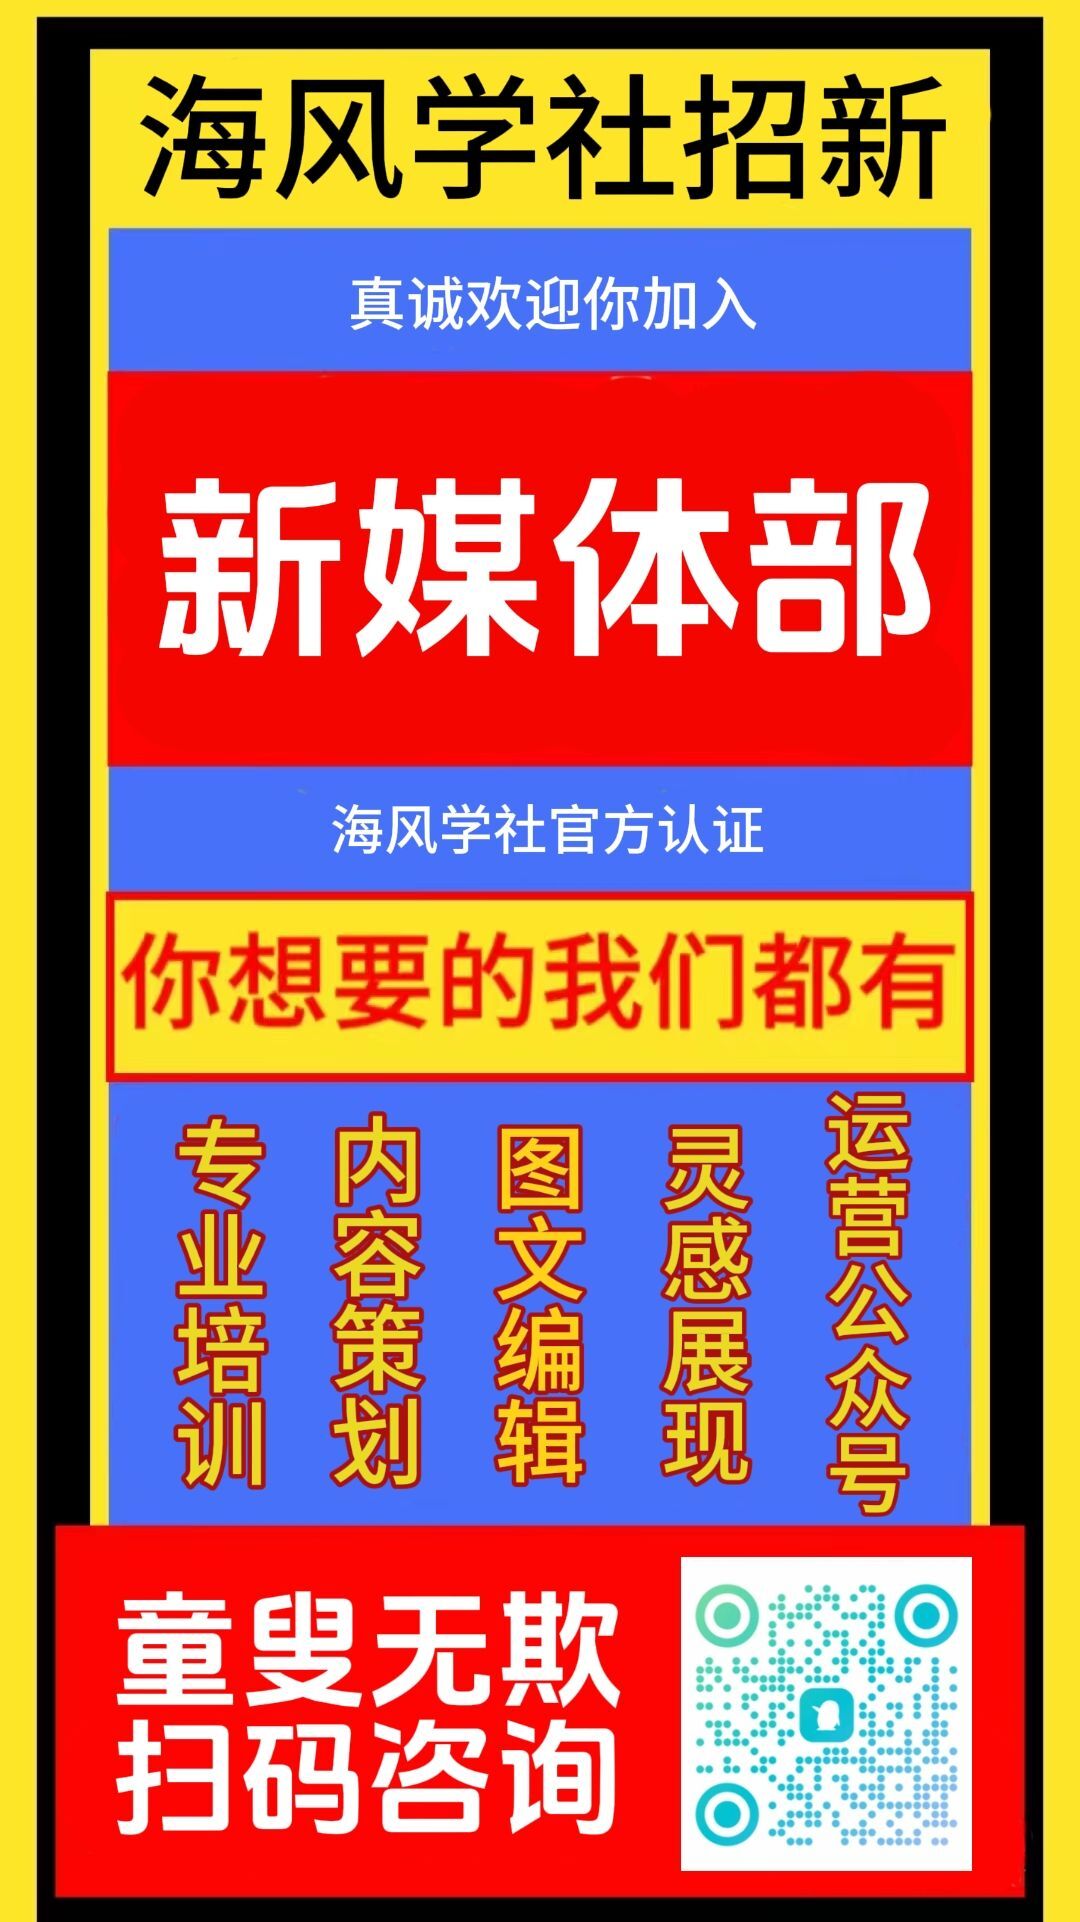 海风学社招新
真诚欢迎你加入
新媒体部
海风学社官方认证
你想要的我们都有
专业培训
内容策划
图文编辑
灵感展现
运营公众号
童叟无欺
扫码咨询